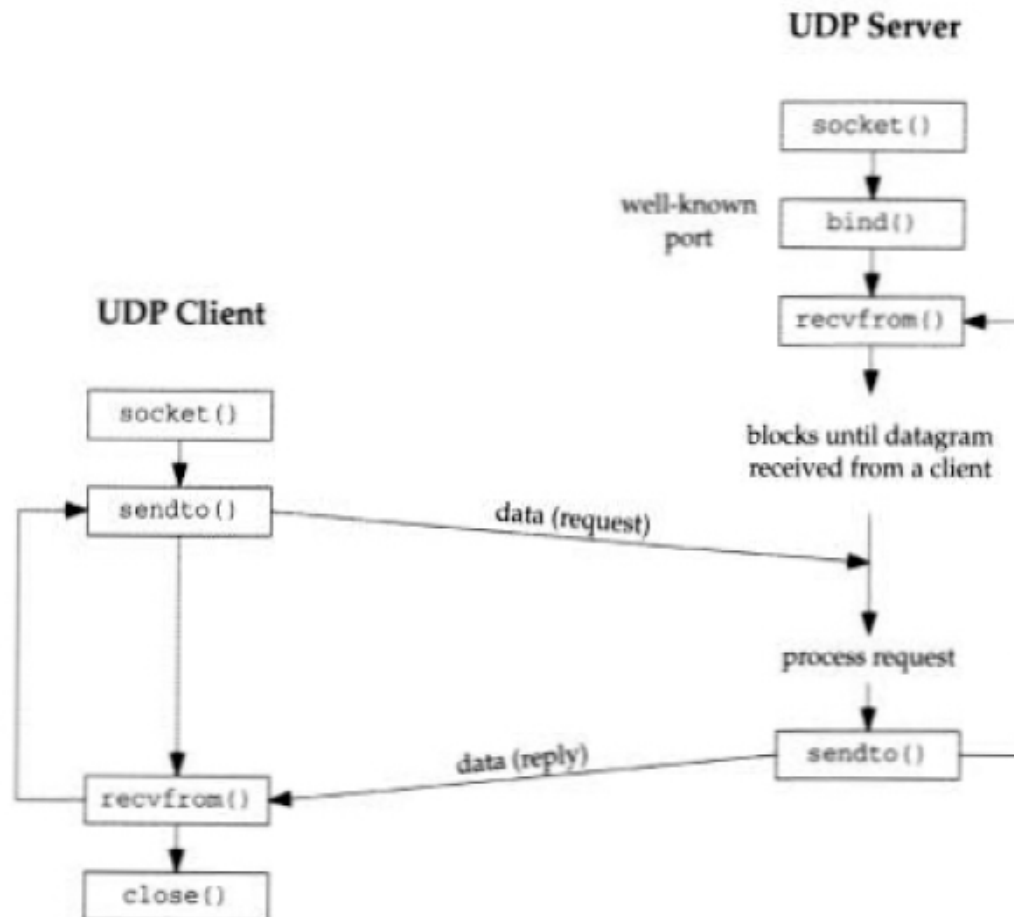 UDP Server
socket()
well-known
port
bind()
UDP Client
recvfrom()
socket()
blocks until datagram
received from a client
sendto()
data (request)
process request
data (reply)
sendto()
recvfrom()
close()